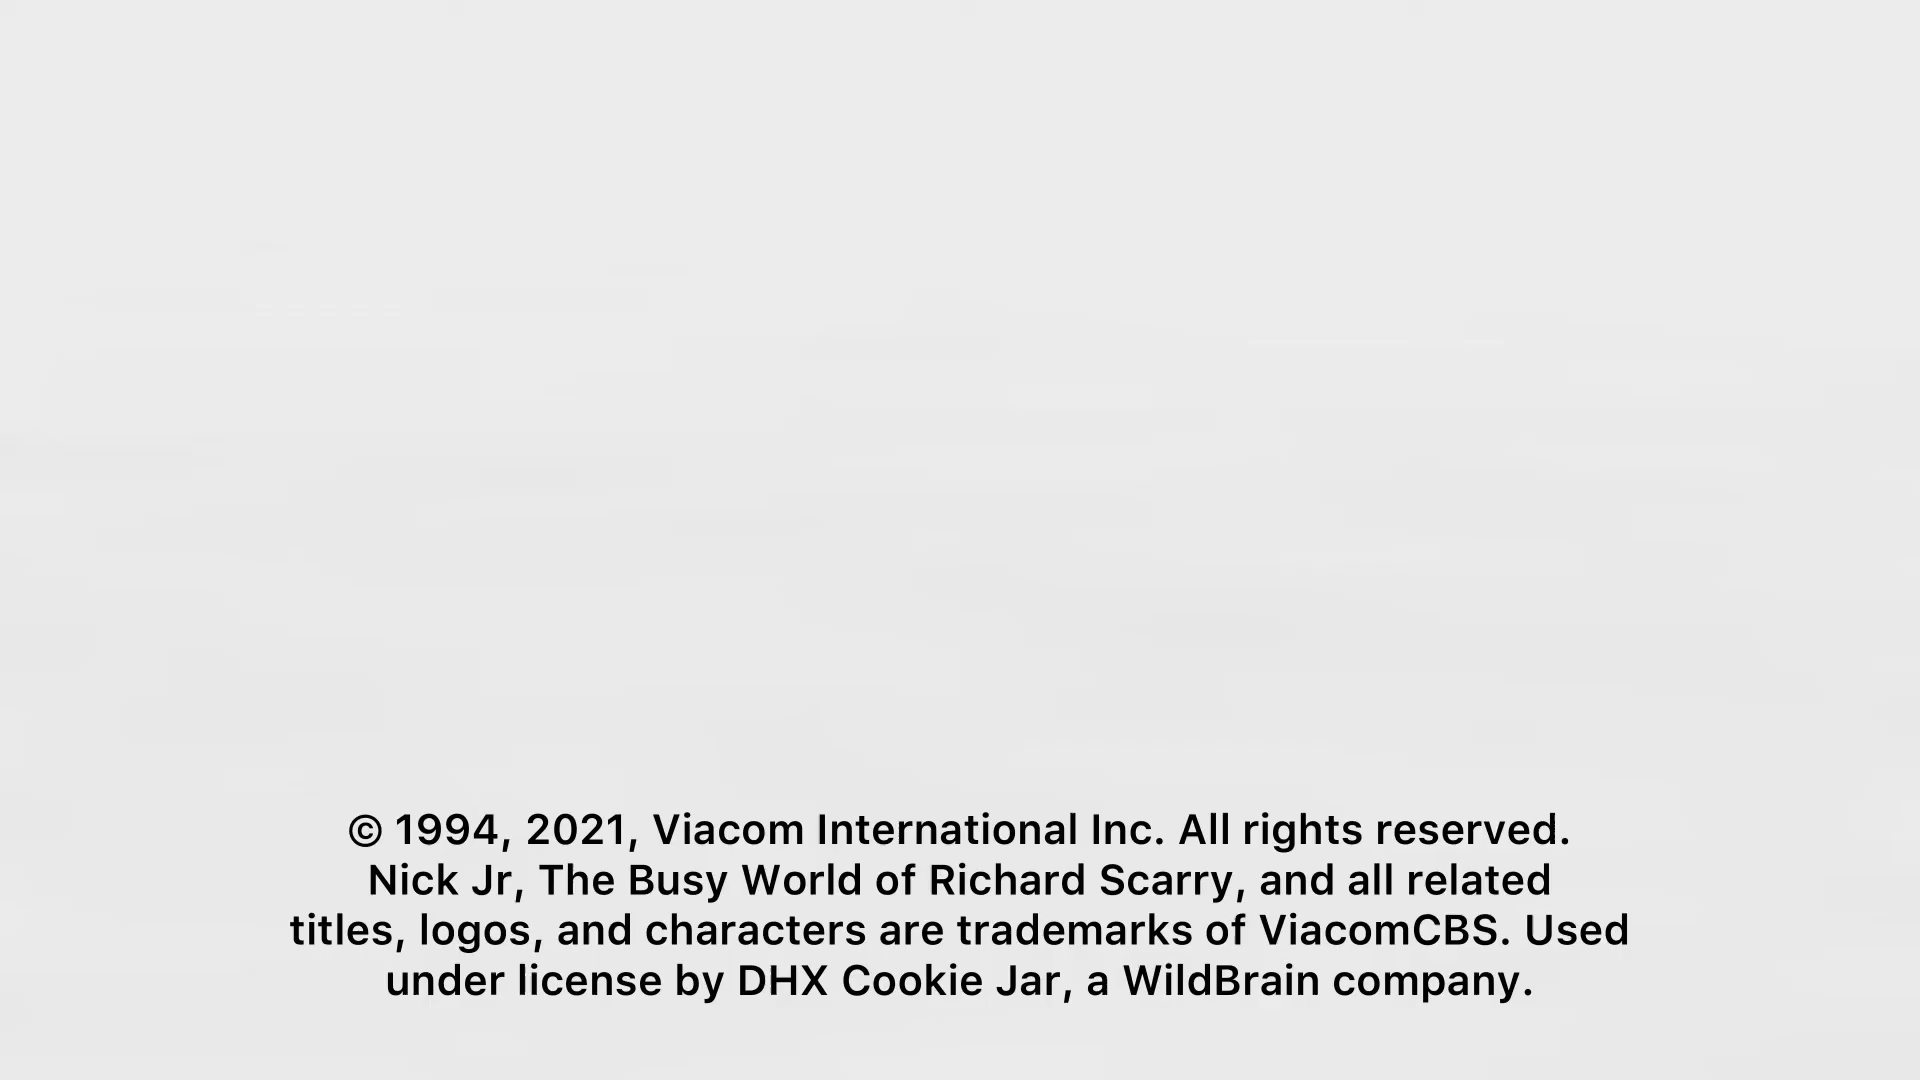 © 1994, 2021, Viacom International Inc. All rights reserved.
Nick Jr, The Busy World of Richard Scarry, and all related
titles, logos, and characters are trademarks of ViacomCBS. Used
under license by DHX Cookie Jar, a WildBrain company.